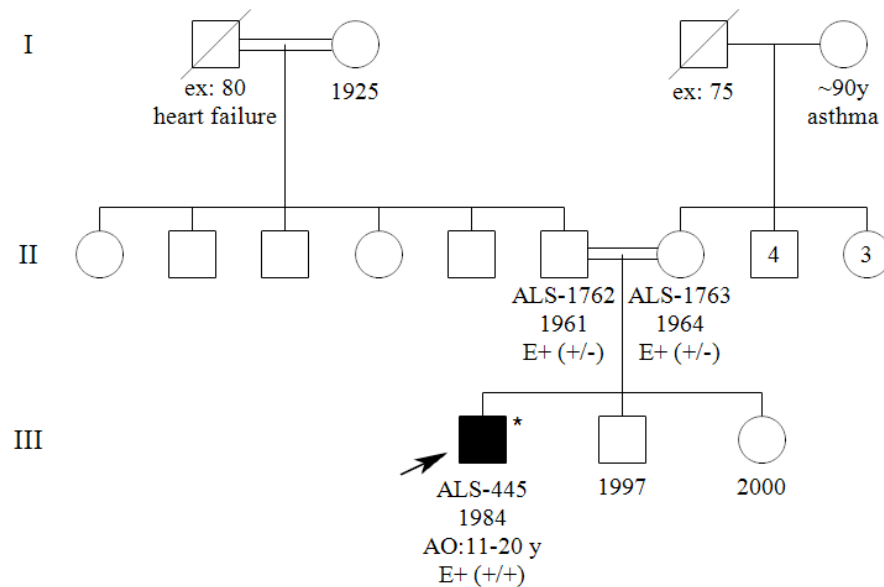 I
ex: 80
heart failure
1925
ex: 75
~90y
asthma
II
4
3
ALS-1762
1961
E+ (+/-)
ALS-1763
1964
E+ (+/-)
III
*
ALS-445
1984
AO:11-20 y
E+ (+/+)
1997
2000